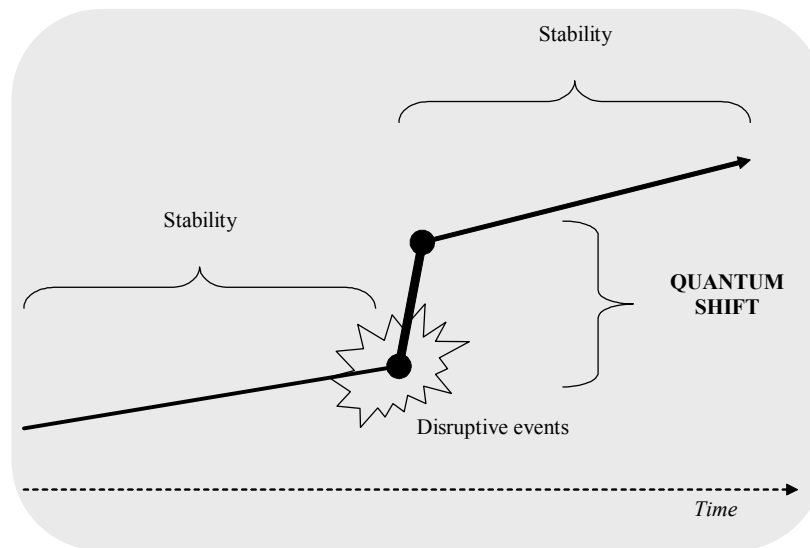 Stability
Stability
QUANTUM
SHIFT
Disruptive events
Time